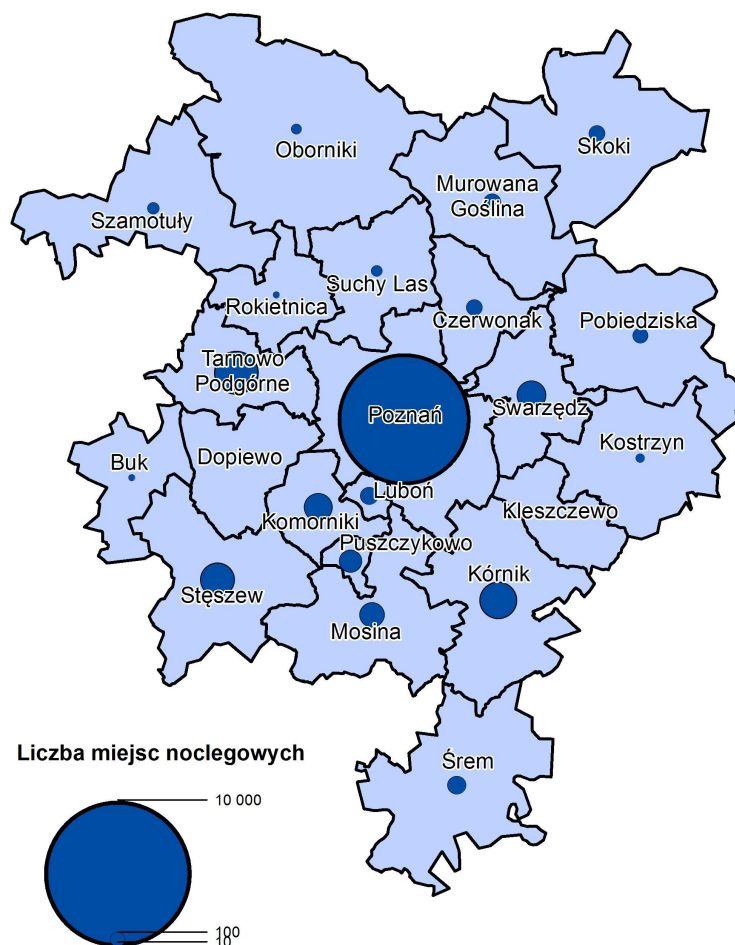 Oborniki
Skoki
Murowana
Goślina
Szamotuły
Suchy Las
Rokietnica
Czerwonak
Pobiedziska
Tarnowo
Podgórne
Poznań
Swarzędz
Kostrzyn
Buk
Dopiewo
Luboń
Kleszczewo
Komorniki
Puszczykowo
Kórnik
Stęszew
Mosina
Śrem
Liczba miejsc noclegowych
10 000
100
10